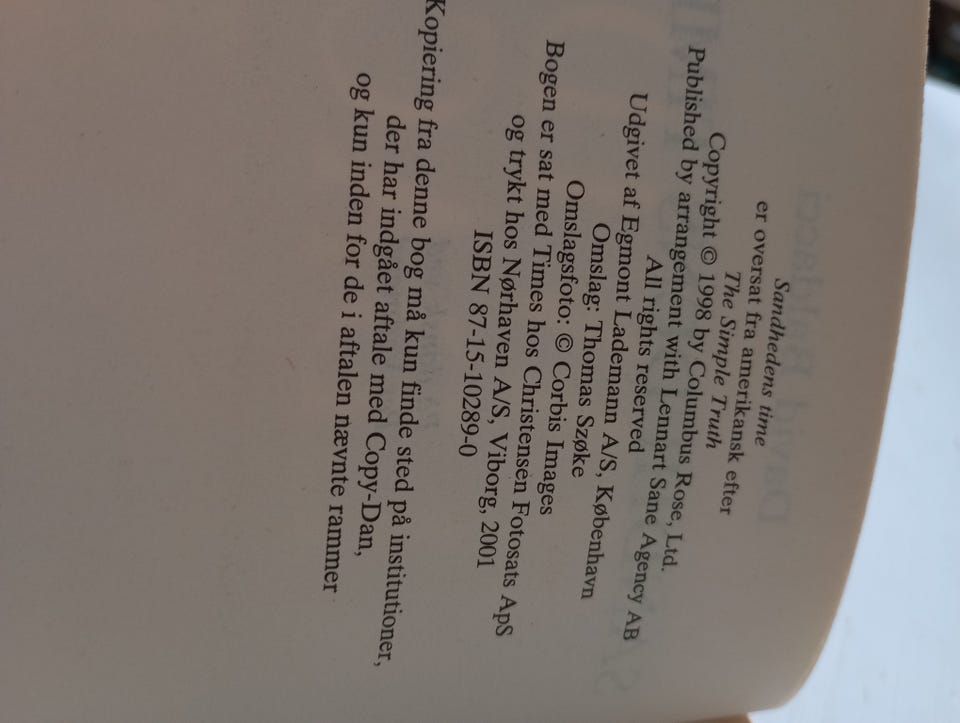 Sandhedens time
er oversat fra amerikansk efter
The Simple Truth
Copyright © 1998 by Columbus Rose, Ltd.
Published by arrangement with Lennart Sane Agency AB
All rights reserved
Udgivet af Egmont Lademann A/S, København
Omslag: Thomas Szøke
Omslagsfoto: © Corbis Images
Bogen er sat med Times hos Christensen Fotosats ApS
og trykt hos Nørhaven A/S, Viborg, 2001
ISBN 87-15-10289-0
Kopiering fra denne bog må kun finde sted på institutioner,
der har indgået aftale med Copy-Dan,
og kun inden for de i aftalen nævnte rammer